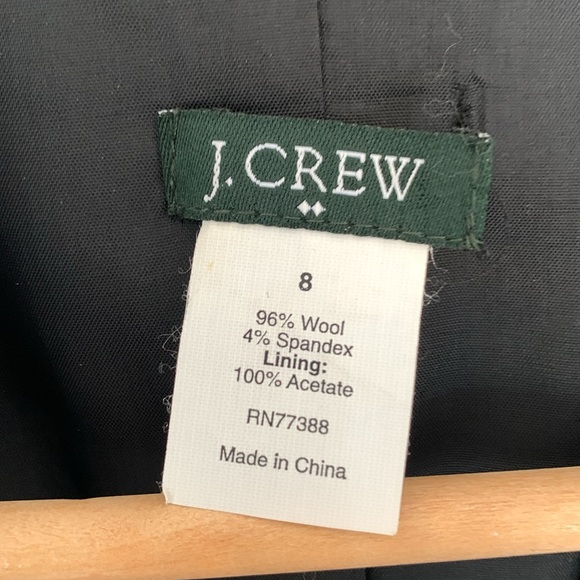 J. CREW
8
96% Wool
4% Spandex
Lining:
100% Acetate
RN77388
Made in China